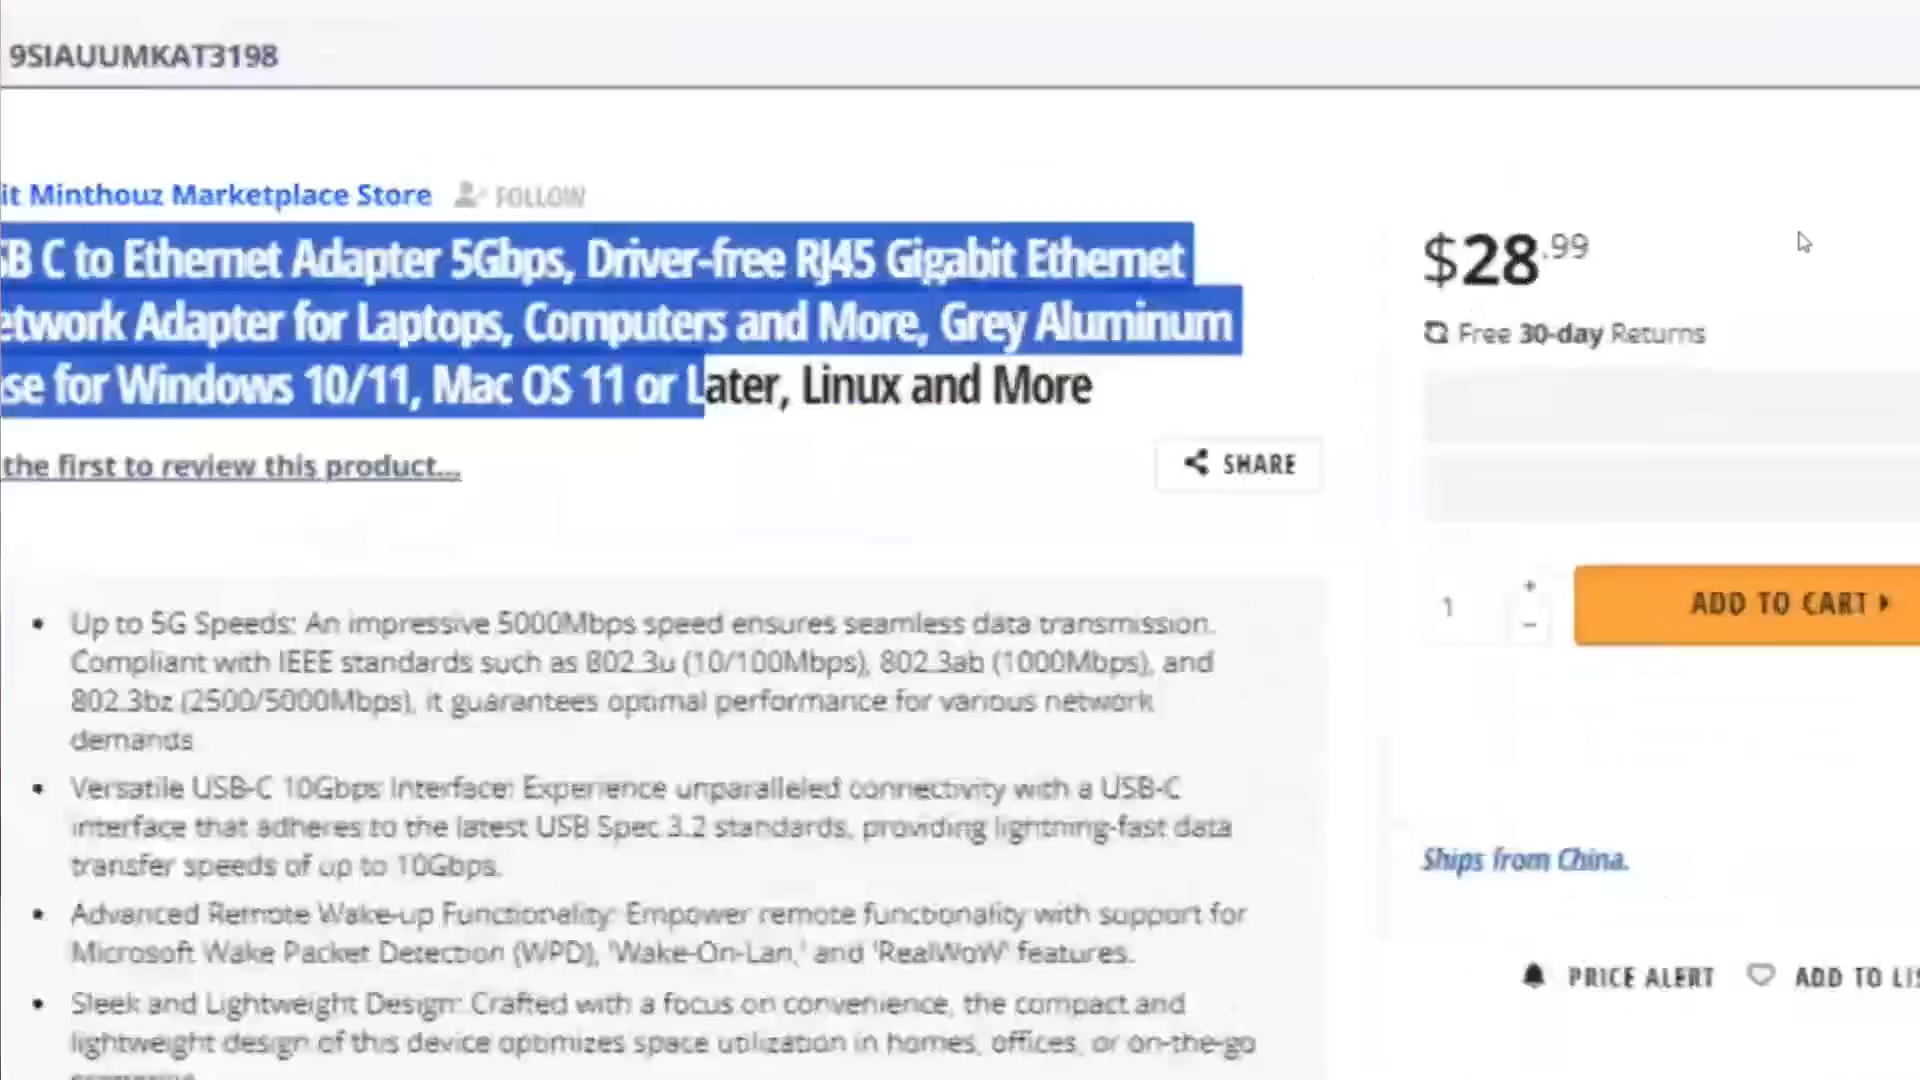 9SIAUUMKAT3198
it Minthouz Marketplace Store FOLLOW
SB C to Ethernet Adapter 5Gbps, Driver-free RJ45 Gigabit Ethernet
etwork Adapter for Laptops, Computers and More, Grey Aluminum
se for Windows 10/11, Mac OS 11 or Later, Linux and More
the first to review this product...
SHARE
$28.99
Free 30-day Returns
1 + −
ADD TO CART
• Up to 5G Speeds: An impressive 5000Mbps speed ensures seamless data transmission.
Compliant with IEEE standards such as 802.3u (10/100Mbps), 802.3ab (1000Mbps), and
802.3bz (2500/5000Mbps), it guarantees optimal performance for various network
demands
• Versatile USB-C 10Gbps Interface: Experience unparalleled connectivity with a USB-C
interface that adheres to the latest USB Spec 3.2 standards, providing lightning-fast data
transfer speeds of up to 10Gbps.
• Advanced Remote Wake-up Functionality: Empower remote functionality with support for
Microsoft Wake Packet Detection (WPD), 'Wake-On-Lan,' and 'RealWoW' features.
• Sleek and Lightweight Design: Crafted with a focus on convenience, the compact and
lightweight design of this device optimizes space utilization in homes, offices, or on-the-go
Ships from China.
PRICE ALERT ADD TO LIS